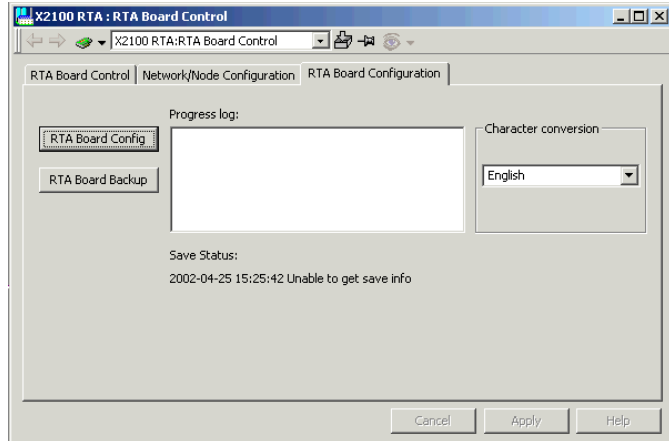 X2100 RTA : RTA Board Control
X2100 RTA:RTA Board Control
RTA Board Control
Network/Node Configuration
RTA Board Configuration
Progress log:
RTA Board Config
Character conversion
RTA Board Backup
English
Save Status:
2002-04-25 15:25:42 Unable to get save info
Cancel
Apply
Help